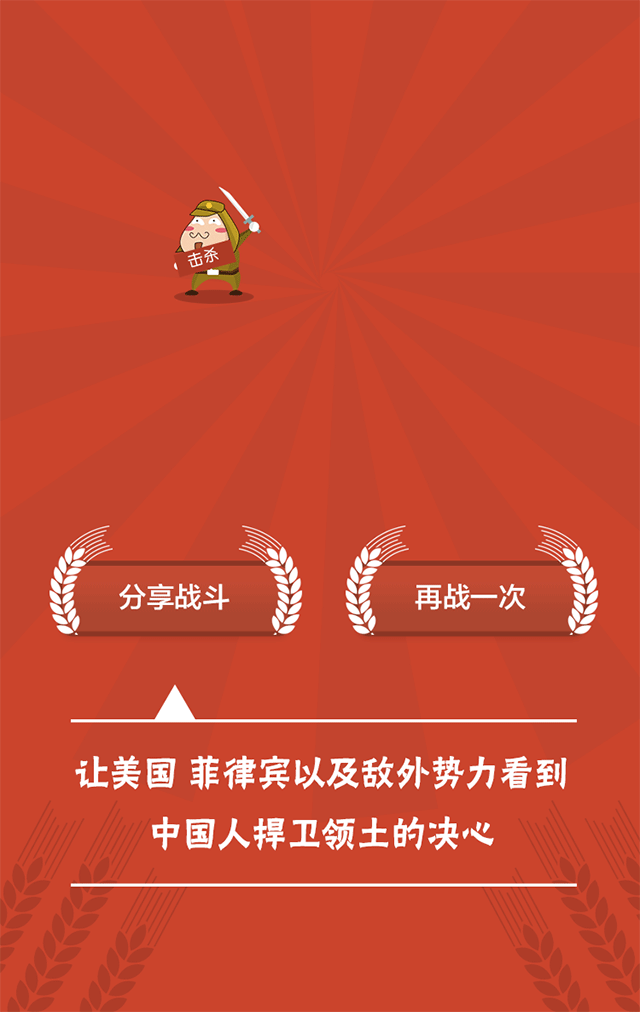 击杀
分享战斗
再战一次
让美国 菲律宾以及敌外势力看到
中国人捍卫领土的决心